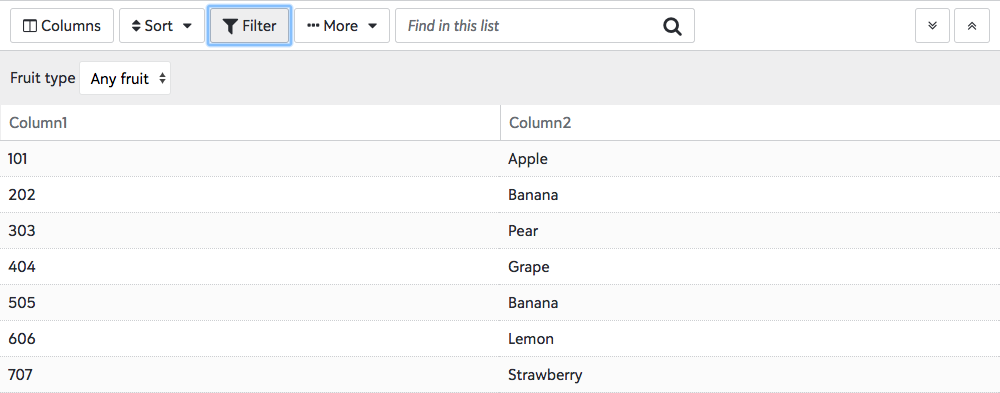 Columns Sort Filter More Find in this list
Fruit type Any fruit
Column1 Column2
101 Apple
202 Banana
303 Pear
404 Grape
505 Banana
606 Lemon
707 Strawberry